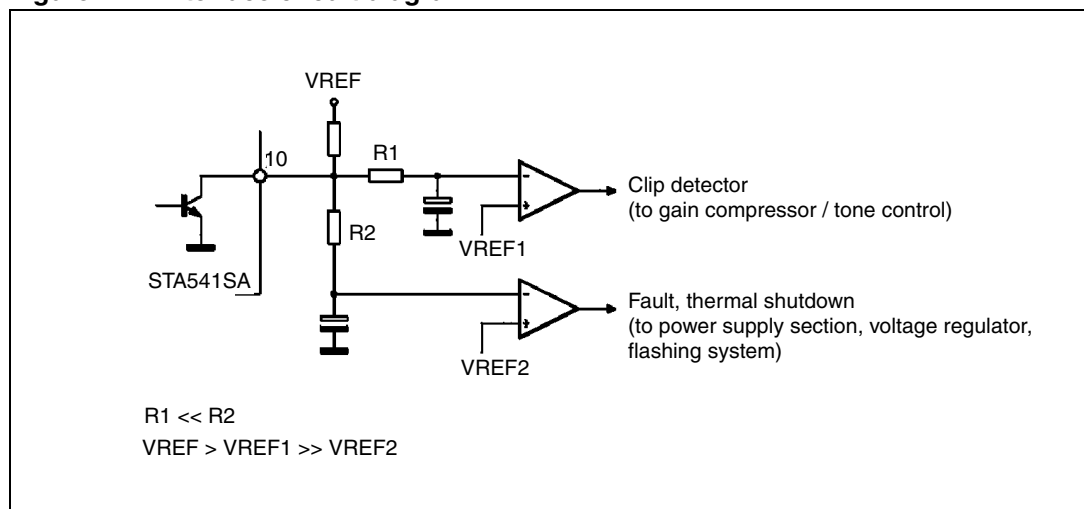 VREF
10
R1
R2
VREF1
Clip detector
(to gain compressor / tone control)
STA541SA
VREF2
Fault, thermal shutdown
(to power supply section, voltage regulator,
flashing system)
R1 << R2
VREF > VREF1 >> VREF2